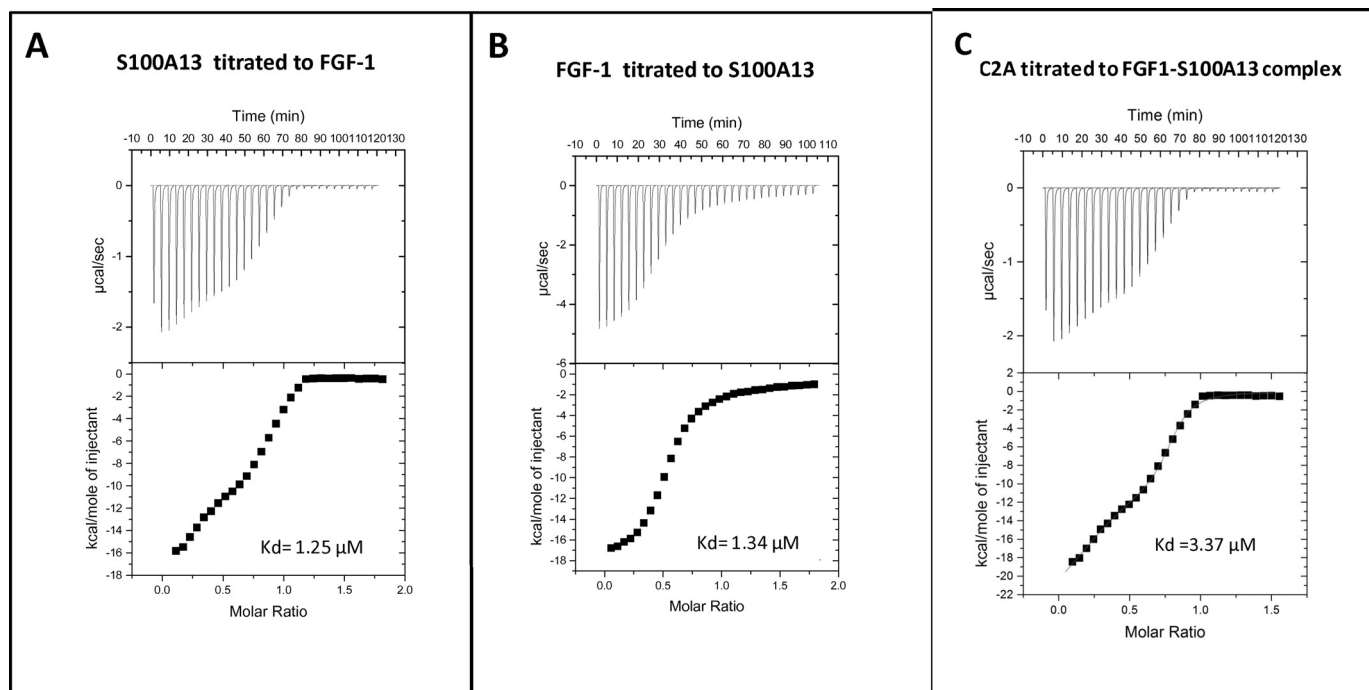 A
S100A13 titrated to FGF-1
Time (min)
-10 0 10 20 30 40 50 60 70 80 90 100 110 120 130
0
-1
-2
µcal/sec
0
-2
-4
-6
-8
-10
-12
-14
-16
-18
kcal/mole of injectant
Kd= 1.25 µM
0.0 0.5 1.0 1.5 2.0
Molar Ratio
B
FGF-1 titrated to S100A13
Time (min)
-10 0 10 20 30 40 50 60 70 80 90 100 110
0
-2
-4
-6
µcal/sec
0
-2
-4
-6
-8
-10
-12
-14
-16
-18
kcal/mole of injectant
Kd= 1.34 µM
0.0 0.5 1.0 1.5 2.0
Molar Ratio
C
C2A titrated to FGF1-S100A13 complex
Time (min)
-10 0 10 20 30 40 50 60 70 80 90 100 110 120 130
0
-1
-2
µcal/sec
2
0
-2
-4
-6
-8
-10
-12
-14
-16
-18
-20
-22
kcal/mole of injectant
Kd =3.37 µM
0.0 0.5 1.0 1.5
Molar Ratio